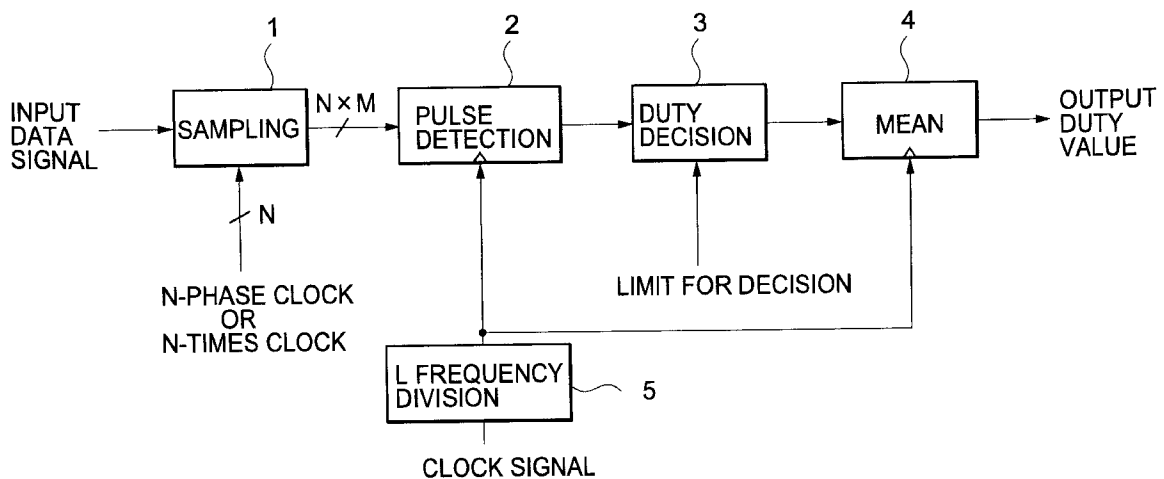 1
2
3
4
INPUT
DATA
SIGNAL
SAMPLING
N×M
PULSE
DETECTION
DUTY
DECISION
MEAN
OUTPUT
DUTY
VALUE
N
N-PHASE CLOCK
OR
N-TIMES CLOCK
LIMIT FOR DECISION
L FREQUENCY
DIVISION
5
CLOCK SIGNAL